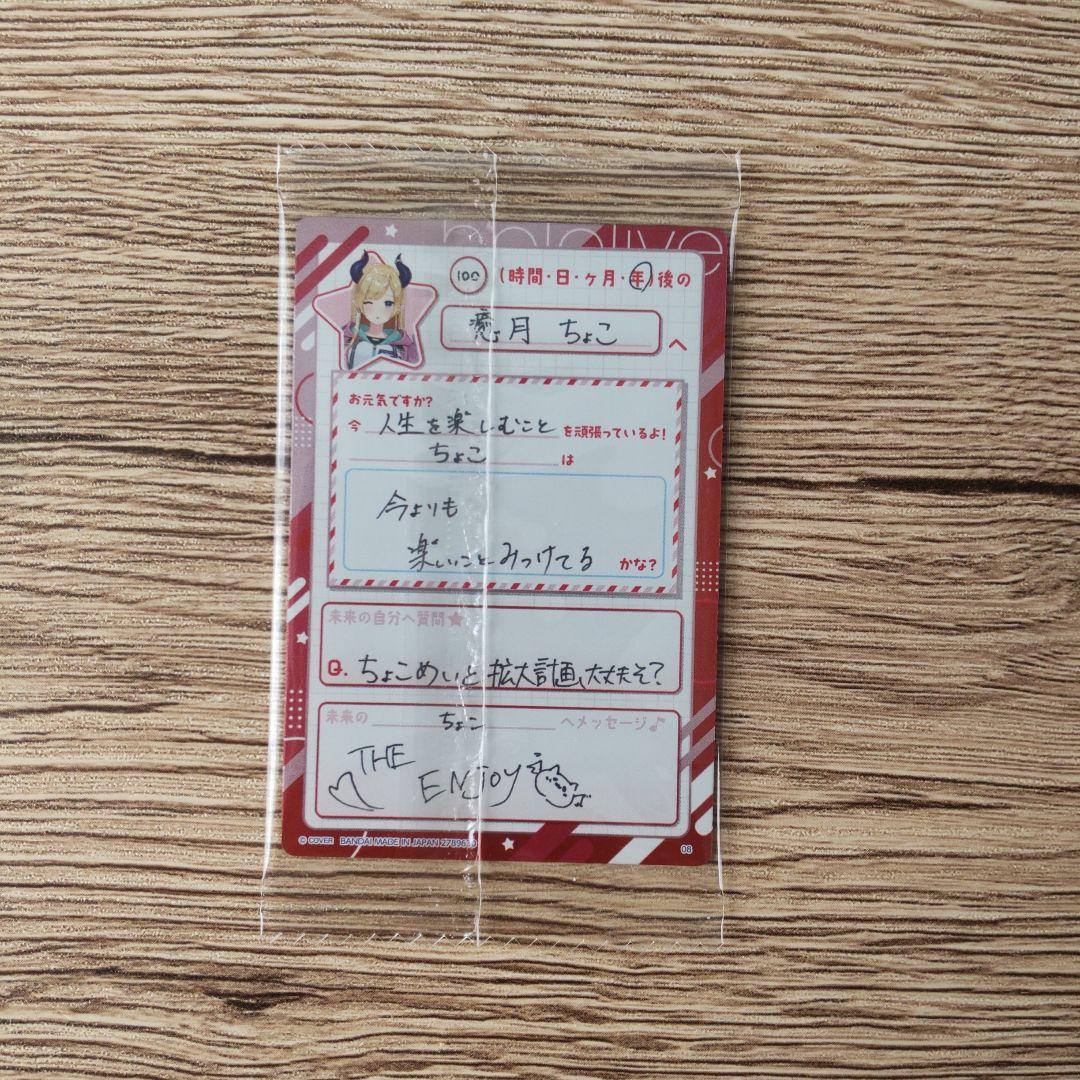 hololive
100 (時間・日・ヶ月・年)後の
癒月 ちょこ へ
お元気ですか?
今 人生を楽しむこと を頑張っているよ!
ちょこ は
今よりも
楽しいことみつけてる かな?
未来の自分へ質問★
Q. ちょこめいと拡大計画、大丈夫そ?
未来の ちょこ へメッセージ♪
THE
ENJOY
© COVER BANDAI MADE IN JAPAN 2789630
08